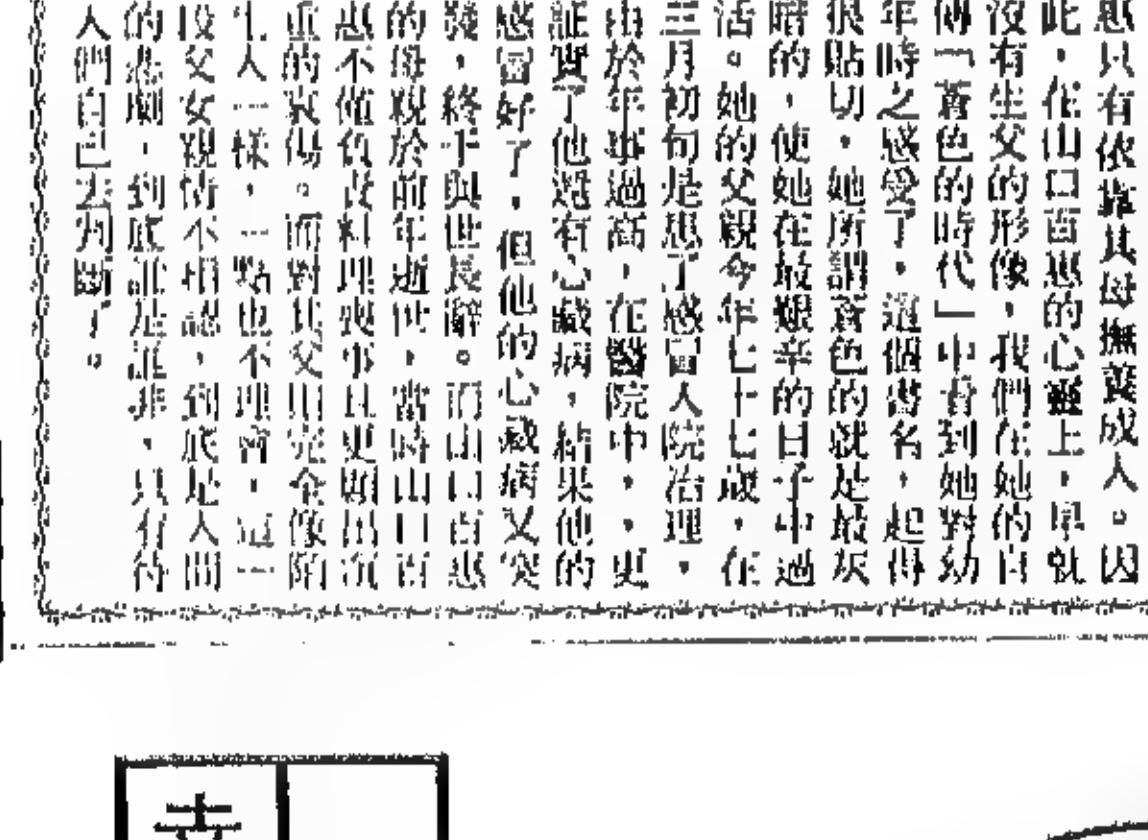 惠只有依靠其母撫養成人。因
此，在山口百惠的心靈上，早就
沒有生父的形像，我們在她的自
傳「蒼色的時代」中看到她對幼
年時之感受了。這個書名，起得
很貼切，她所謂蒼色的就是最灰
暗的，使她在最艱辛的日子中過
活。她的父親今年七十七歲，在
三月初旬是患了感冒入院治理，
由於年事過高，在醫院中，，更
証實了他還有心臟病，結果他的
感冒好了，但他的心臟病又突
發，終于與世長辭。而山口百惠
的母親於前年逝世，當時山口百
惠不僅負責料理喪事且更顯出沉
重的哀傷。而對其父則完全像陌
生人一樣，一點也不理會，這一
段父女親情不相認，到底是人間
的悲劇，到底誰是誰非，只有待
人們自己去判斷了。